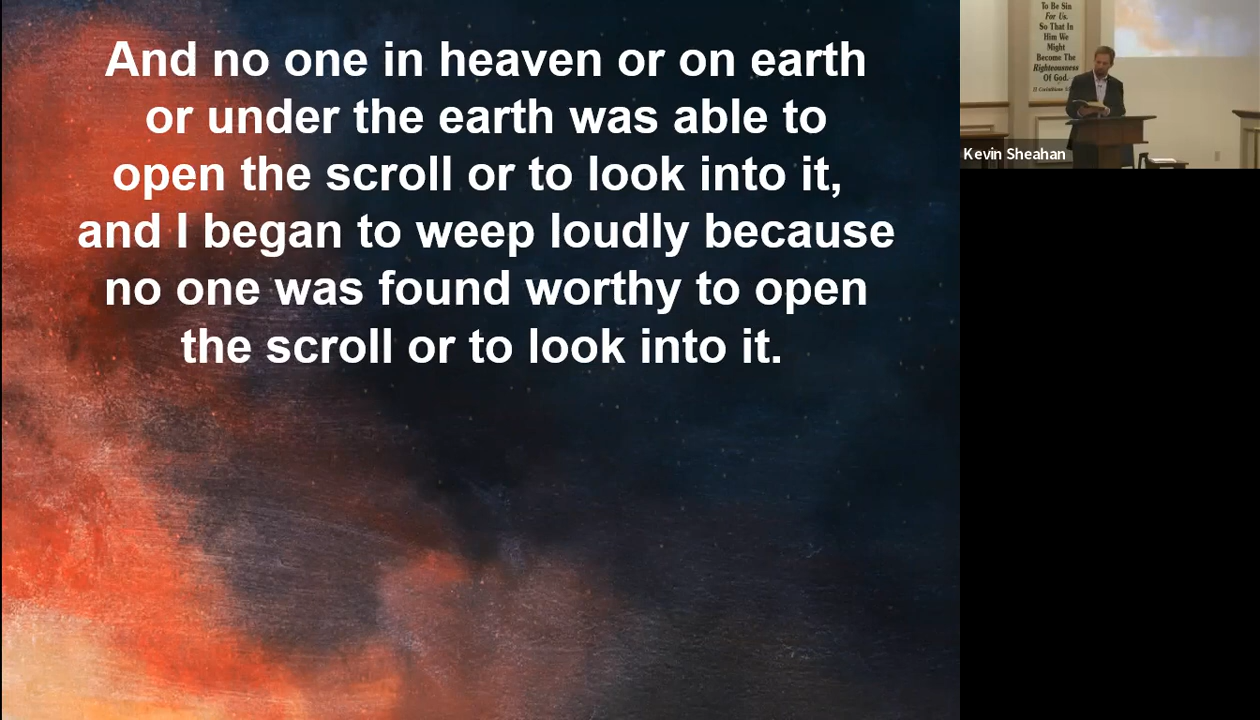 And no one in heaven or on earth
or under the earth was able to
open the scroll or to look into it,
and I began to weep loudly because
no one was found worthy to open
the scroll or to look into it.
To Be Sin
For Us,
So That In
Him We
Might
Become The
Righteousness
Of God.
Kevin Sheahan